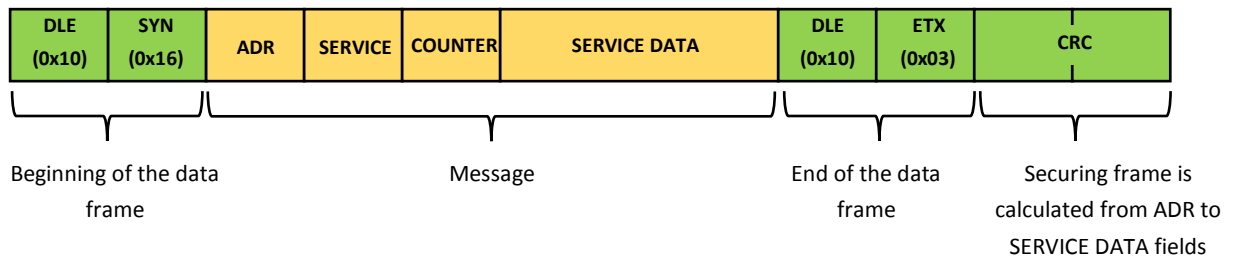 DLE (0x10)
SYN (0x16)
ADR
SERVICE
COUNTER
SERVICE DATA
DLE (0x10)
ETX (0x03)
CRC
Beginning of the data
frame
Message
End of the data
frame
Securing frame is
calculated from ADR to
SERVICE DATA fields